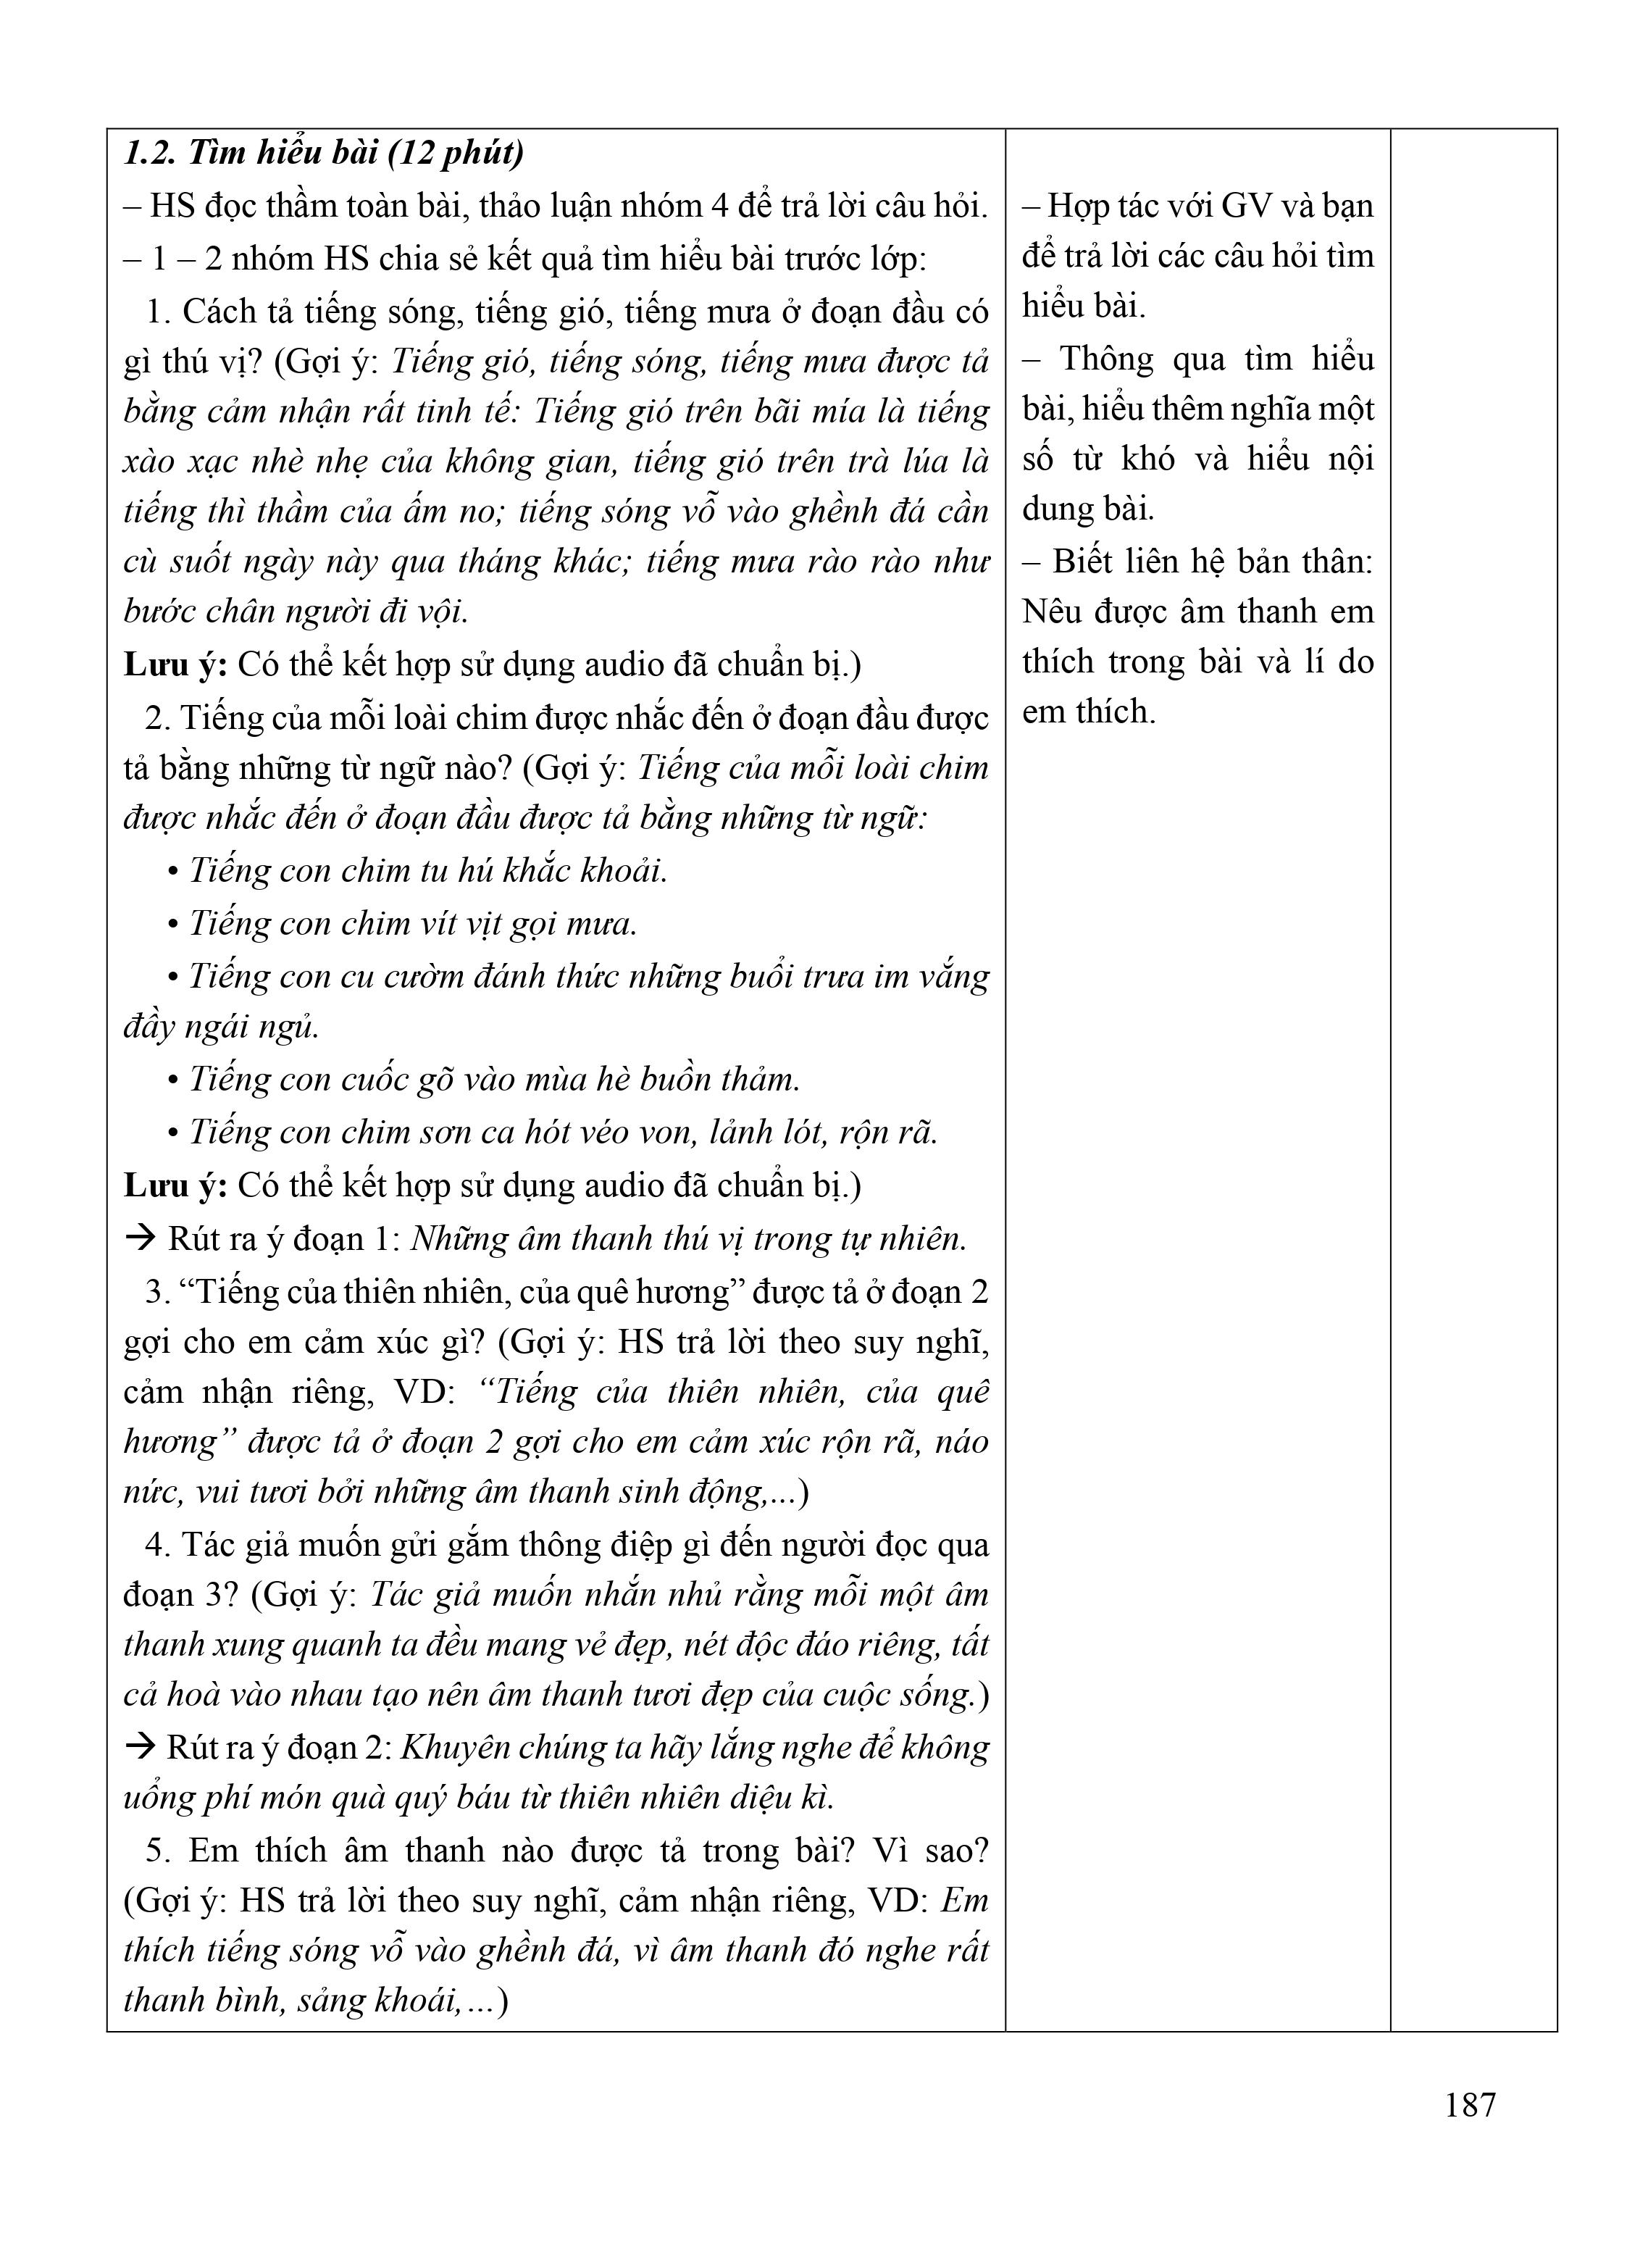 1.2. Tìm hiểu bài (12 phút)
– HS đọc thầm toàn bài, thảo luận nhóm 4 để trả lời câu hỏi.
– 1 – 2 nhóm HS chia sẻ kết quả tìm hiểu bài trước lớp:
1. Cách tả tiếng sóng, tiếng gió, tiếng mưa ở đoạn đầu có
gì thú vị? (Gợi ý: Tiếng gió, tiếng sóng, tiếng mưa được tả
bằng cảm nhận rất tinh tế: Tiếng gió trên bãi mía là tiếng
xào xạc nhè nhẹ của không gian, tiếng gió trên trà lúa là
tiếng thì thầm của ấm no; tiếng sóng vỗ vào ghềnh đá cần
cù suốt ngày này qua tháng khác; tiếng mưa rào rào như
bước chân người đi vội.
Lưu ý: Có thể kết hợp sử dụng audio đã chuẩn bị.)
2. Tiếng của mỗi loài chim được nhắc đến ở đoạn đầu được
tả bằng những từ ngữ nào? (Gợi ý: Tiếng của mỗi loài chim
được nhắc đến ở đoạn đầu được tả bằng những từ ngữ:
• Tiếng con chim tu hú khắc khoải.
• Tiếng con chim vít vịt gọi mưa.
• Tiếng con cu cườm đánh thức những buổi trưa im vắng
đầy ngái ngủ.
• Tiếng con cuốc gõ vào mùa hè buồn thảm.
• Tiếng con chim sơn ca hót véo von, lảnh lót, rộn rã.
Lưu ý: Có thể kết hợp sử dụng audio đã chuẩn bị.)
→ Rút ra ý đoạn 1: Những âm thanh thú vị trong tự nhiên.
3. “Tiếng của thiên nhiên, của quê hương” được tả ở đoạn 2
gợi cho em cảm xúc gì? (Gợi ý: HS trả lời theo suy nghĩ,
cảm nhận riêng, VD: “Tiếng của thiên nhiên, của quê
hương” được tả ở đoạn 2 gợi cho em cảm xúc rộn rã, náo
nức, vui tươi bởi những âm thanh sinh động,...)
4. Tác giả muốn gửi gắm thông điệp gì đến người đọc qua
đoạn 3? (Gợi ý: Tác giả muốn nhắn nhủ rằng mỗi một âm
thanh xung quanh ta đều mang vẻ đẹp, nét độc đáo riêng, tất
cả hoà vào nhau tạo nên âm thanh tươi đẹp của cuộc sống.)
→ Rút ra ý đoạn 2: Khuyên chúng ta hãy lắng nghe để không
uổng phí món quà quý báu từ thiên nhiên diệu kì.
5. Em thích âm thanh nào được tả trong bài? Vì sao?
(Gợi ý: HS trả lời theo suy nghĩ, cảm nhận riêng, VD: Em
thích tiếng sóng vỗ vào ghềnh đá, vì âm thanh đó nghe rất
thanh bình, sảng khoái,...)
– Hợp tác với GV và bạn
để trả lời các câu hỏi tìm
hiểu bài.
– Thông qua tìm hiểu
bài, hiểu thêm nghĩa một
số từ khó và hiểu nội
dung bài.
– Biết liên hệ bản thân:
Nêu được âm thanh em
thích trong bài và lí do
em thích.
187